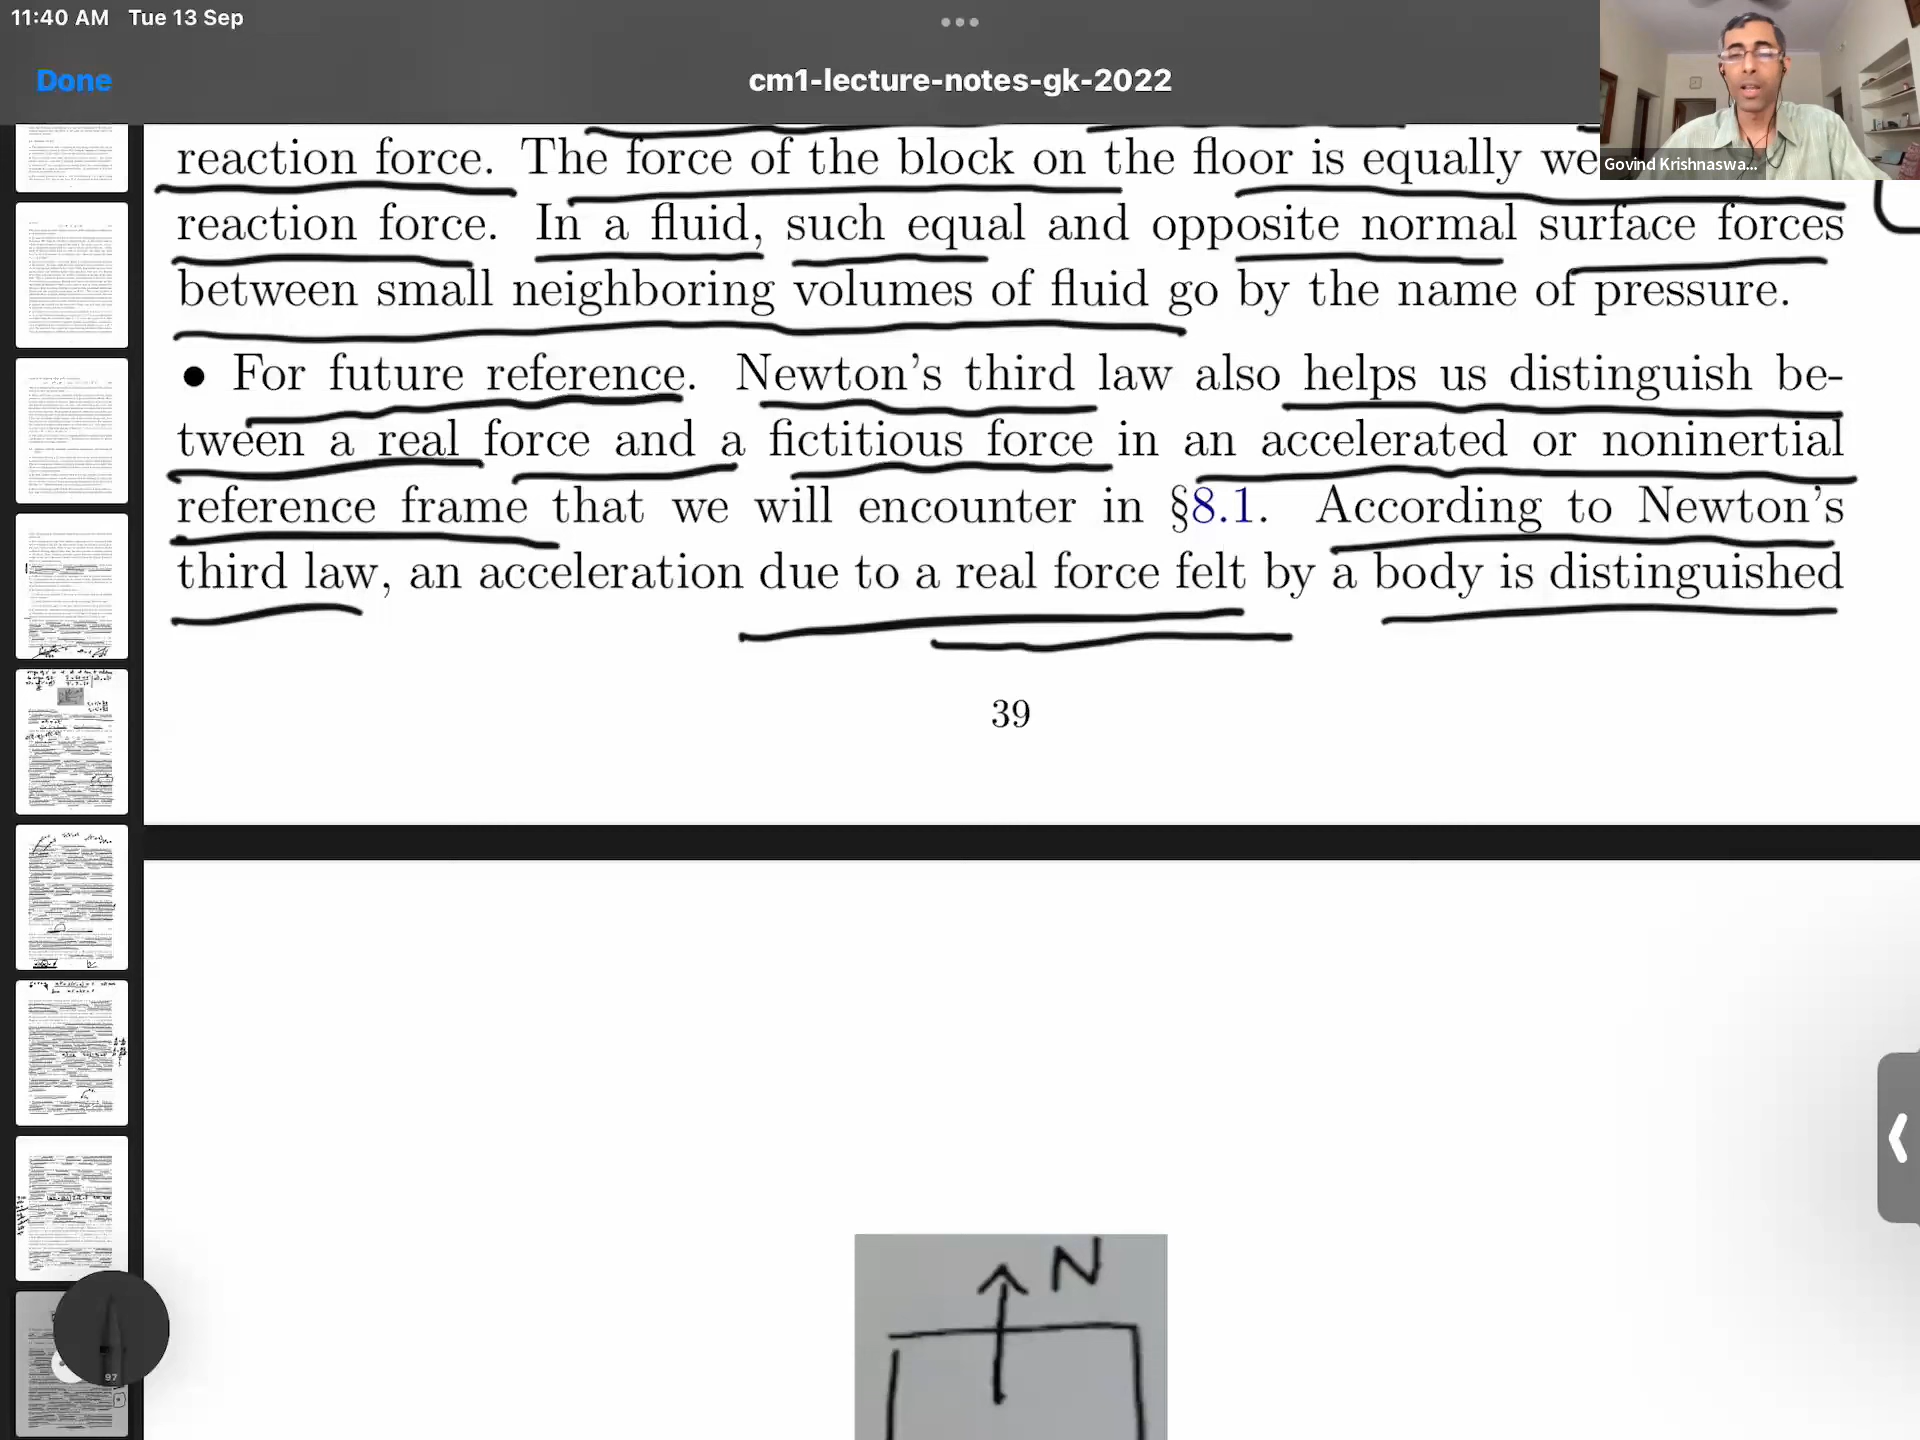 11:40 AM Tue 13 Sep
Done
cm1-lecture-notes-gk-2022
Govind Krishnaswa...
reaction force. The force of the block on the floor is equally we
reaction force. In a fluid, such equal and opposite normal surface forces
between small neighboring volumes of fluid go by the name of pressure.
• For future reference. Newton's third law also helps us distinguish be-
tween a real force and a fictitious force in an accelerated or noninertial
reference frame that we will encounter in §8.1. According to Newton's
third law, an acceleration due to a real force felt by a body is distinguished
39
N
97